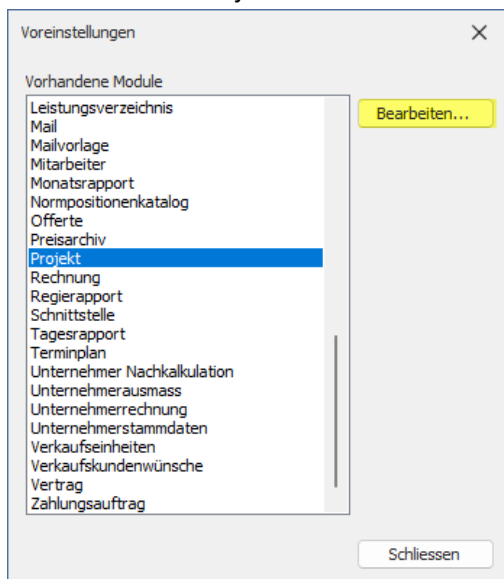 Voreinstellungen
Vorhandene Module
Leistungsverzeichnis
Bearbeiten...
Mail
Mailvorlage
Mitarbeiter
Monatsrapport
Normpositionenkatalog
Offerte
Preisarchiv
Projekt
Rechnung
Regierapport
Schnittstelle
Tagesrapport
Terminplan
Unternehmer Nachkalkulation
Unternehmerausmass
Unternehmerrechnung
Unternehmerstammdaten
Verkaufseinheiten
Verkaufskundenwünsche
Vertrag
Zahlungsauftrag
Schliessen